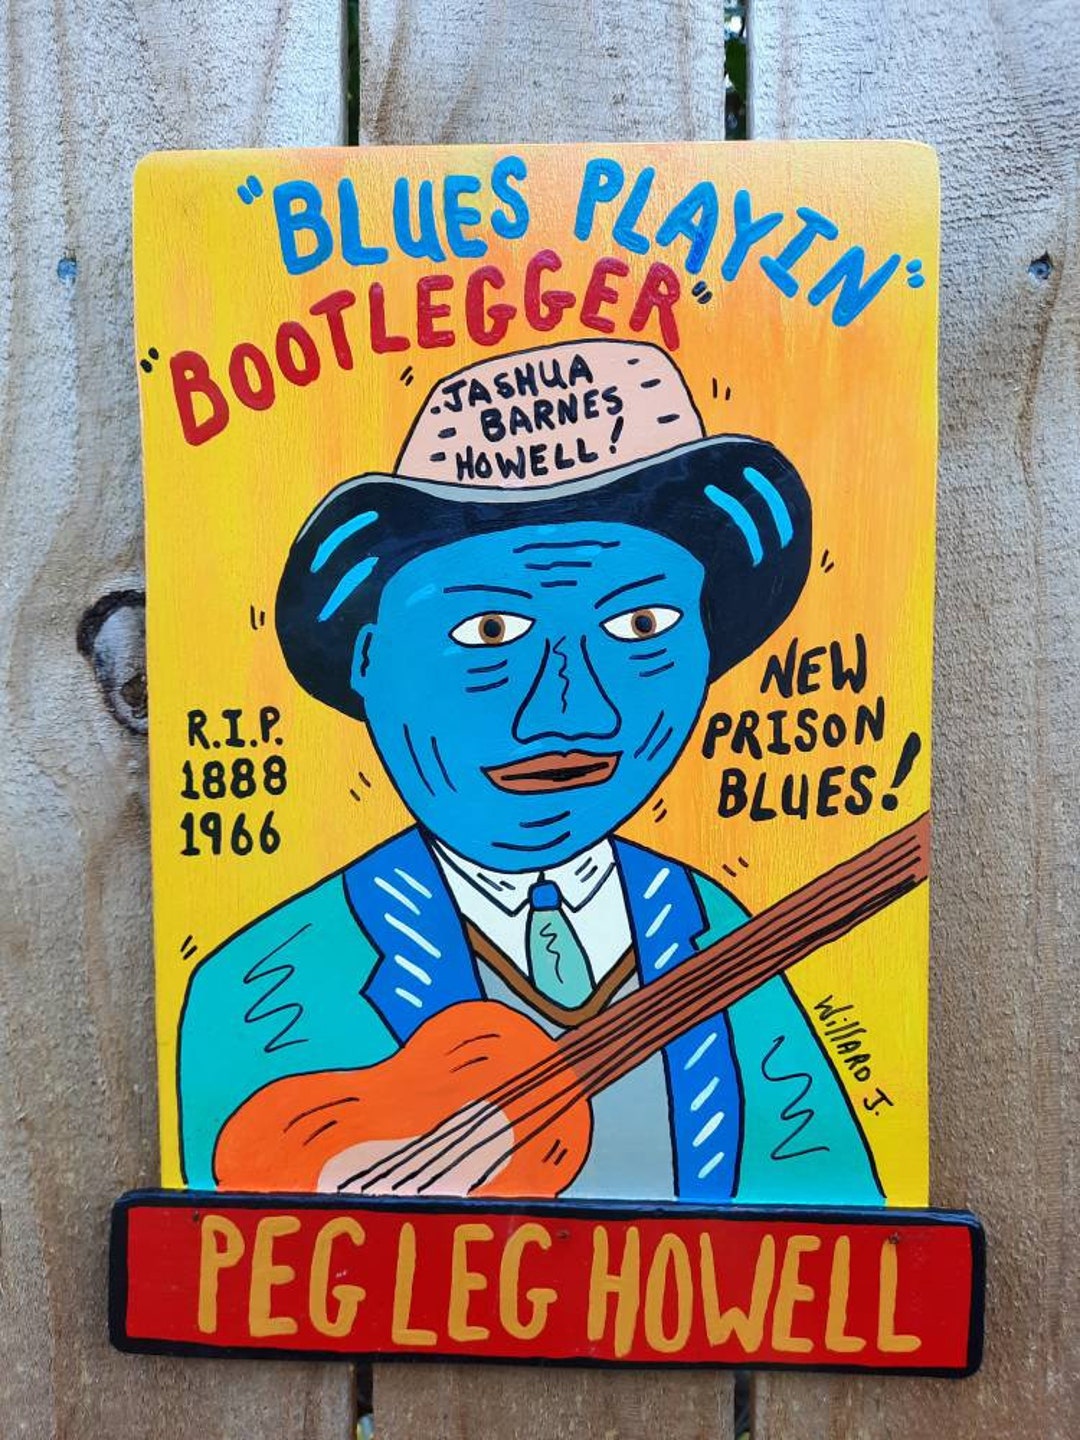 "BLUES PLAYIN"
"BOOTLEGGER"
JASHUA
BARNES
HOWELL!
NEW
PRISON
BLUES!
R.I.P.
1888
1966
WillARD J.
PEG LEG HOWELL